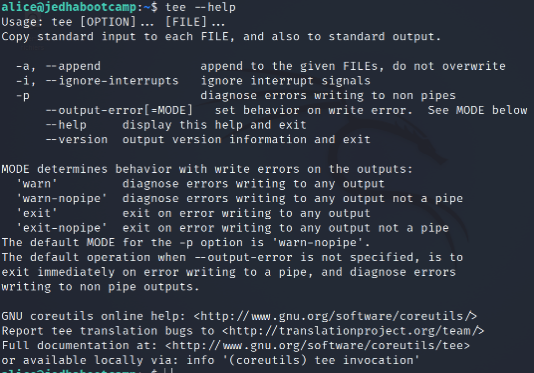 alice@jedhabootcamp:~$ tee --help
Usage: tee [OPTION]... [FILE]...
Copy standard input to each FILE, and also to standard output.

  -a, --append              append to the given FILEs, do not overwrite
  -i, --ignore-interrupts   ignore interrupt signals
  -p                        diagnose errors writing to non pipes
      --output-error[=MODE]   set behavior on write error.  See MODE below
      --help     display this help and exit
      --version  output version information and exit

MODE determines behavior with write errors on the outputs:
  'warn'         diagnose errors writing to any output
  'warn-nopipe'  diagnose errors writing to any output not a pipe
  'exit'         exit on error writing to any output
  'exit-nopipe'  exit on error writing to any output not a pipe
The default MODE for the -p option is 'warn-nopipe'.
The default operation when --output-error is not specified, is to
exit immediately on error writing to a pipe, and diagnose errors
writing to non pipe outputs.

GNU coreutils online help: <http://www.gnu.org/software/coreutils/>
Report tee translation bugs to <http://translationproject.org/team/>
Full documentation at: <http://www.gnu.org/software/coreutils/tee>
or available locally via: info '(coreutils) tee invocation'
alice@jedhabootcamp:~$